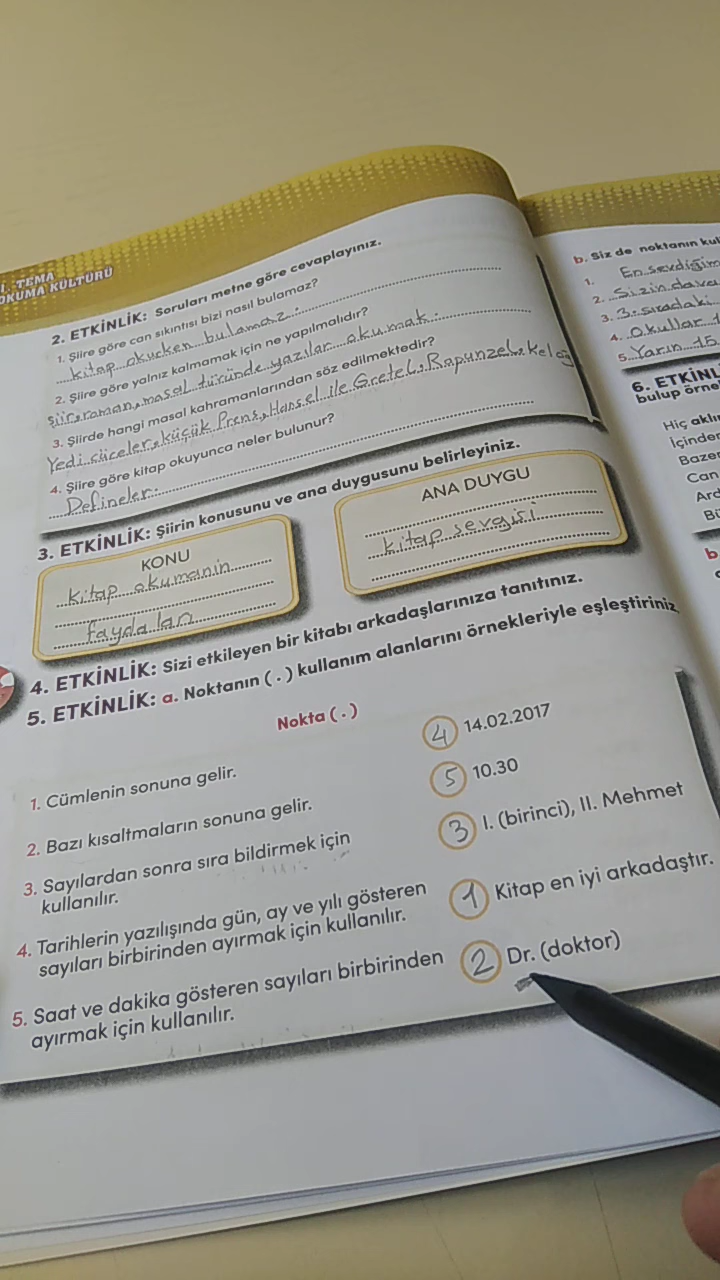 1. TEMA
OKUMA KÜLTÜRÜ
2. ETKİNLİK: Soruları metne göre cevaplayınız.
1. Şiire göre can sıkıntısı bizi nasıl bulamaz?
kitap okurken bulamaz.
2. Şiire göre yalnız kalmamak için ne yapılmalıdır?
şiir, roman, masal türünde yazılar okumak.
3. Şiirde hangi masal kahramanlarından söz edilmektedir?
Yedi cüceler, küçük Prens, Hansel ile Gretel, Rapunzel, Keloğ
4. Şiire göre kitap okuyunca neler bulunur?
Defineler.
3. ETKİNLİK: Şiirin konusunu ve ana duygusunu belirleyiniz.
KONU
kitap okumanın
faydaları
ANA DUYGU
kitap sevgisi
4. ETKİNLİK: Sizi etkileyen bir kitabı arkadaşlarınıza tanıtınız.
5. ETKİNLİK: a. Noktanın ( . ) kullanım alanlarını örnekleriyle eşleştiriniz
Nokta ( . )
1. Cümlenin sonuna gelir.
2. Bazı kısaltmaların sonuna gelir.
3. Sayılardan sonra sıra bildirmek için
kullanılır.
4. Tarihlerin yazılışında gün, ay ve yılı gösteren
sayıları birbirinden ayırmak için kullanılır.
5. Saat ve dakika gösteren sayıları birbirinden
ayırmak için kullanılır.
4 14.02.2017
5 10.30
3 I. (birinci), II. Mehmet
1 Kitap en iyi arkadaştır.
2 Dr. (doktor)
b. Siz de noktanın kul
1. En sevdiğim
2. Sizin dava
3. 3. sıradaki
4. okullar 1
5. Yarın 15
6. ETKİNL
bulup örne
Hiç aklı
İçinder
Bazer
Can
Ard
Bi
b